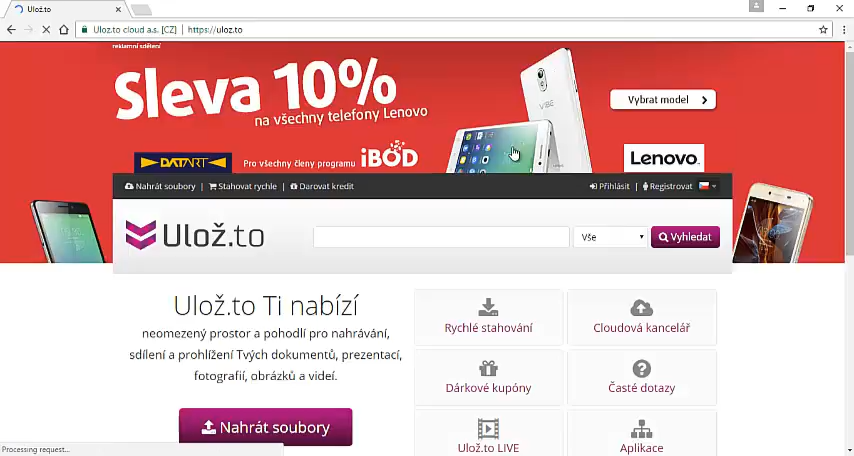 Ulož.to
Uloz.to cloud a.s. [CZ] | https://uloz.to
reklamní sdělení
Sleva 10%
na všechny telefony Lenovo
Vybrat model
VIBE
DATART
Pro všechny členy programu iBOD
Lenovo
Nahrát soubory | Stahovat rychle | Darovat kredit
Přihlásit | Registrovat
Ulož.to
Vše
Vyhledat
Ulož.to Ti nabízí
neomezený prostor a pohodlí pro nahrávání,
sdílení a prohlížení Tvých dokumentů, prezentací,
fotografií, obrázků a videí.
Nahrát soubory
Rychlé stahování
Cloudová kancelář
Dárkové kupóny
Časté dotazy
Ulož.to LIVE
Aplikace
Processing request...